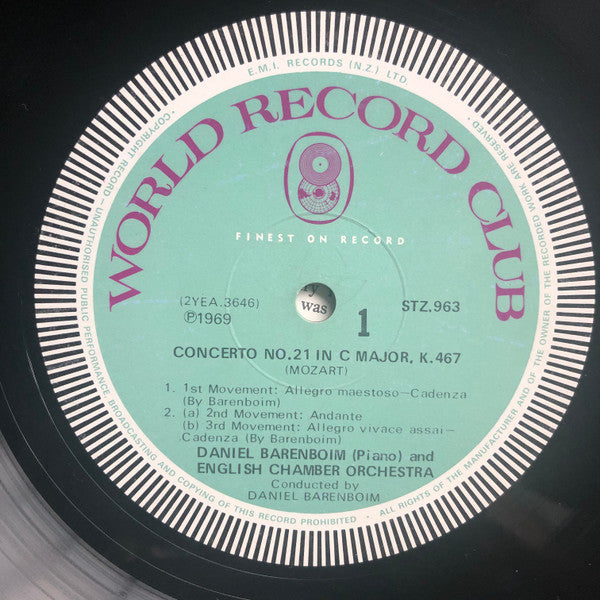 E.M.I. RECORDS (N.Z.) LTD.
WORLD RECORD CLUB
FINEST ON RECORD
(2YEA.3646)
℗1969
was
1
STZ.963
CONCERTO NO.21 IN C MAJOR, K.467
(MOZART)
1. 1st Movement: Allegro maestoso—Cadenza
(By Barenboim)
2. (a) 2nd Movement: Andante
(b) 3rd Movement: Allegro vivace assai—
Cadenza (By Barenboim)
DANIEL BARENBOIM (Piano) and
ENGLISH CHAMBER ORCHESTRA
Conducted by
DANIEL BARENBOIM
· COPYRIGHT RECORD — UNAUTHORISED PUBLIC PERFORMANCE, BROADCASTING AND COPYING OF THIS RECORD PROHIBITED · ALL RIGHTS OF THE MANUFACTURER AND OF THE OWNER OF THE RECORDED WORK ARE RESERVED ·